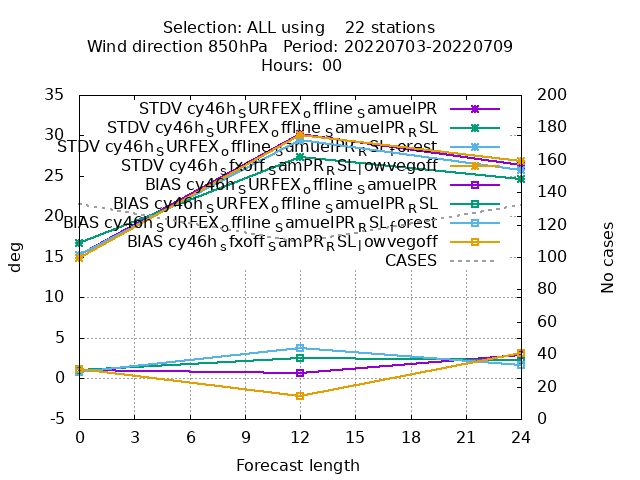 Selection: ALL using 22 stations
Wind direction 850hPa Period: 20220703-20220709
Hours: 00
35
30
25
20
15
10
5
0
-5
deg
STDV cy46h_SURFEX_offline_SamuelPR
STDV cy46h_SURFEX_offline_SamuelPR_RSL
STDV cy46h_SURFEX_offline_SamuelPR_RSL_forest
STDV cy46h_sfxoff_SamPR_RSL_lowvegoff
BIAS cy46h_SURFEX_offline_SamuelPR
BIAS cy46h_SURFEX_offline_SamuelPR_RSL
BIAS cy46h_SURFEX_offline_SamuelPR_RSL_forest
BIAS cy46h_sfxoff_SamPR_RSL_lowvegoff
CASES
200
180
160
140
120
100
80
60
40
20
0
No cases
0 3 6 9 12 15 18 21 24
Forecast length